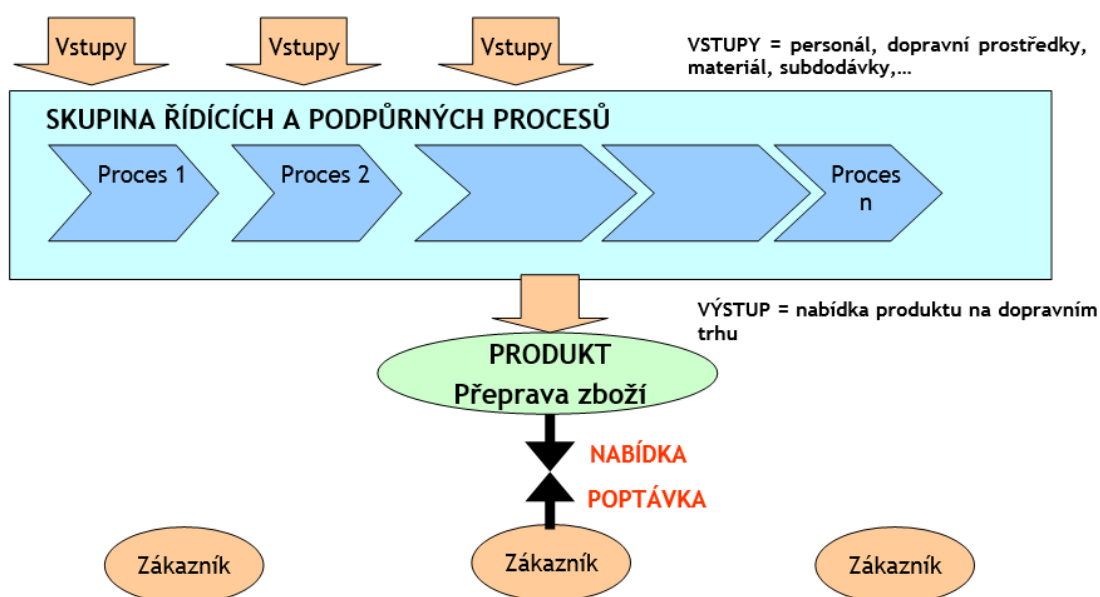 Vstupy
Vstupy
Vstupy
VSTUPY = personál, dopravní prostředky,
materiál, subdodávky,...
SKUPINA ŘÍDÍCÍCH A PODPŮRNÝCH PROCESŮ
Proces 1
Proces 2
Proces
n
VÝSTUP = nabídka produktu na dopravním
trhu
PRODUKT
Přeprava zboží
NABÍDKA
POPTÁVKA
Zákazník
Zákazník
Zákazník